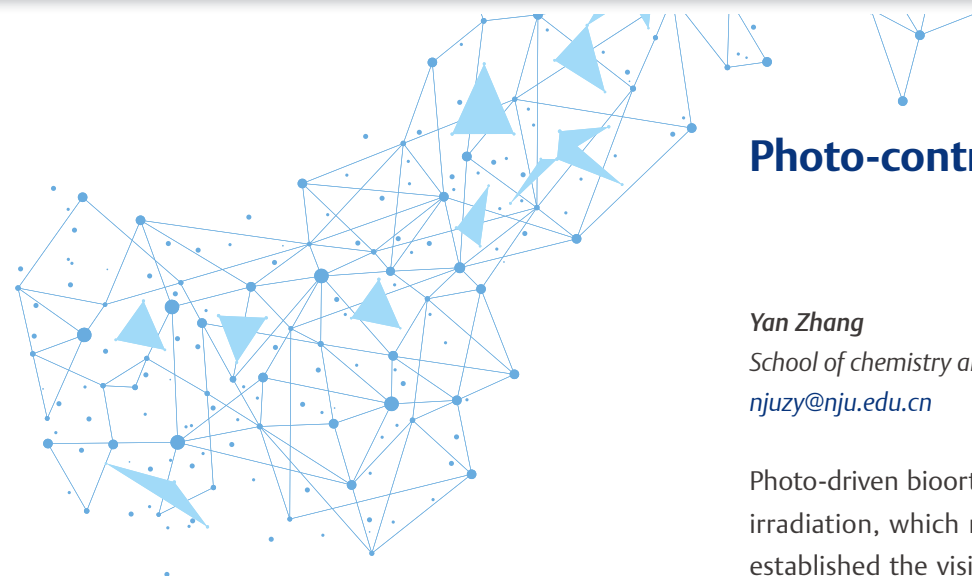 Photo-contr
Yan Zhang
School of chemistry a
njuzy@nju.edu.cn
Photo-driven bioort
irradiation, which
established the visi